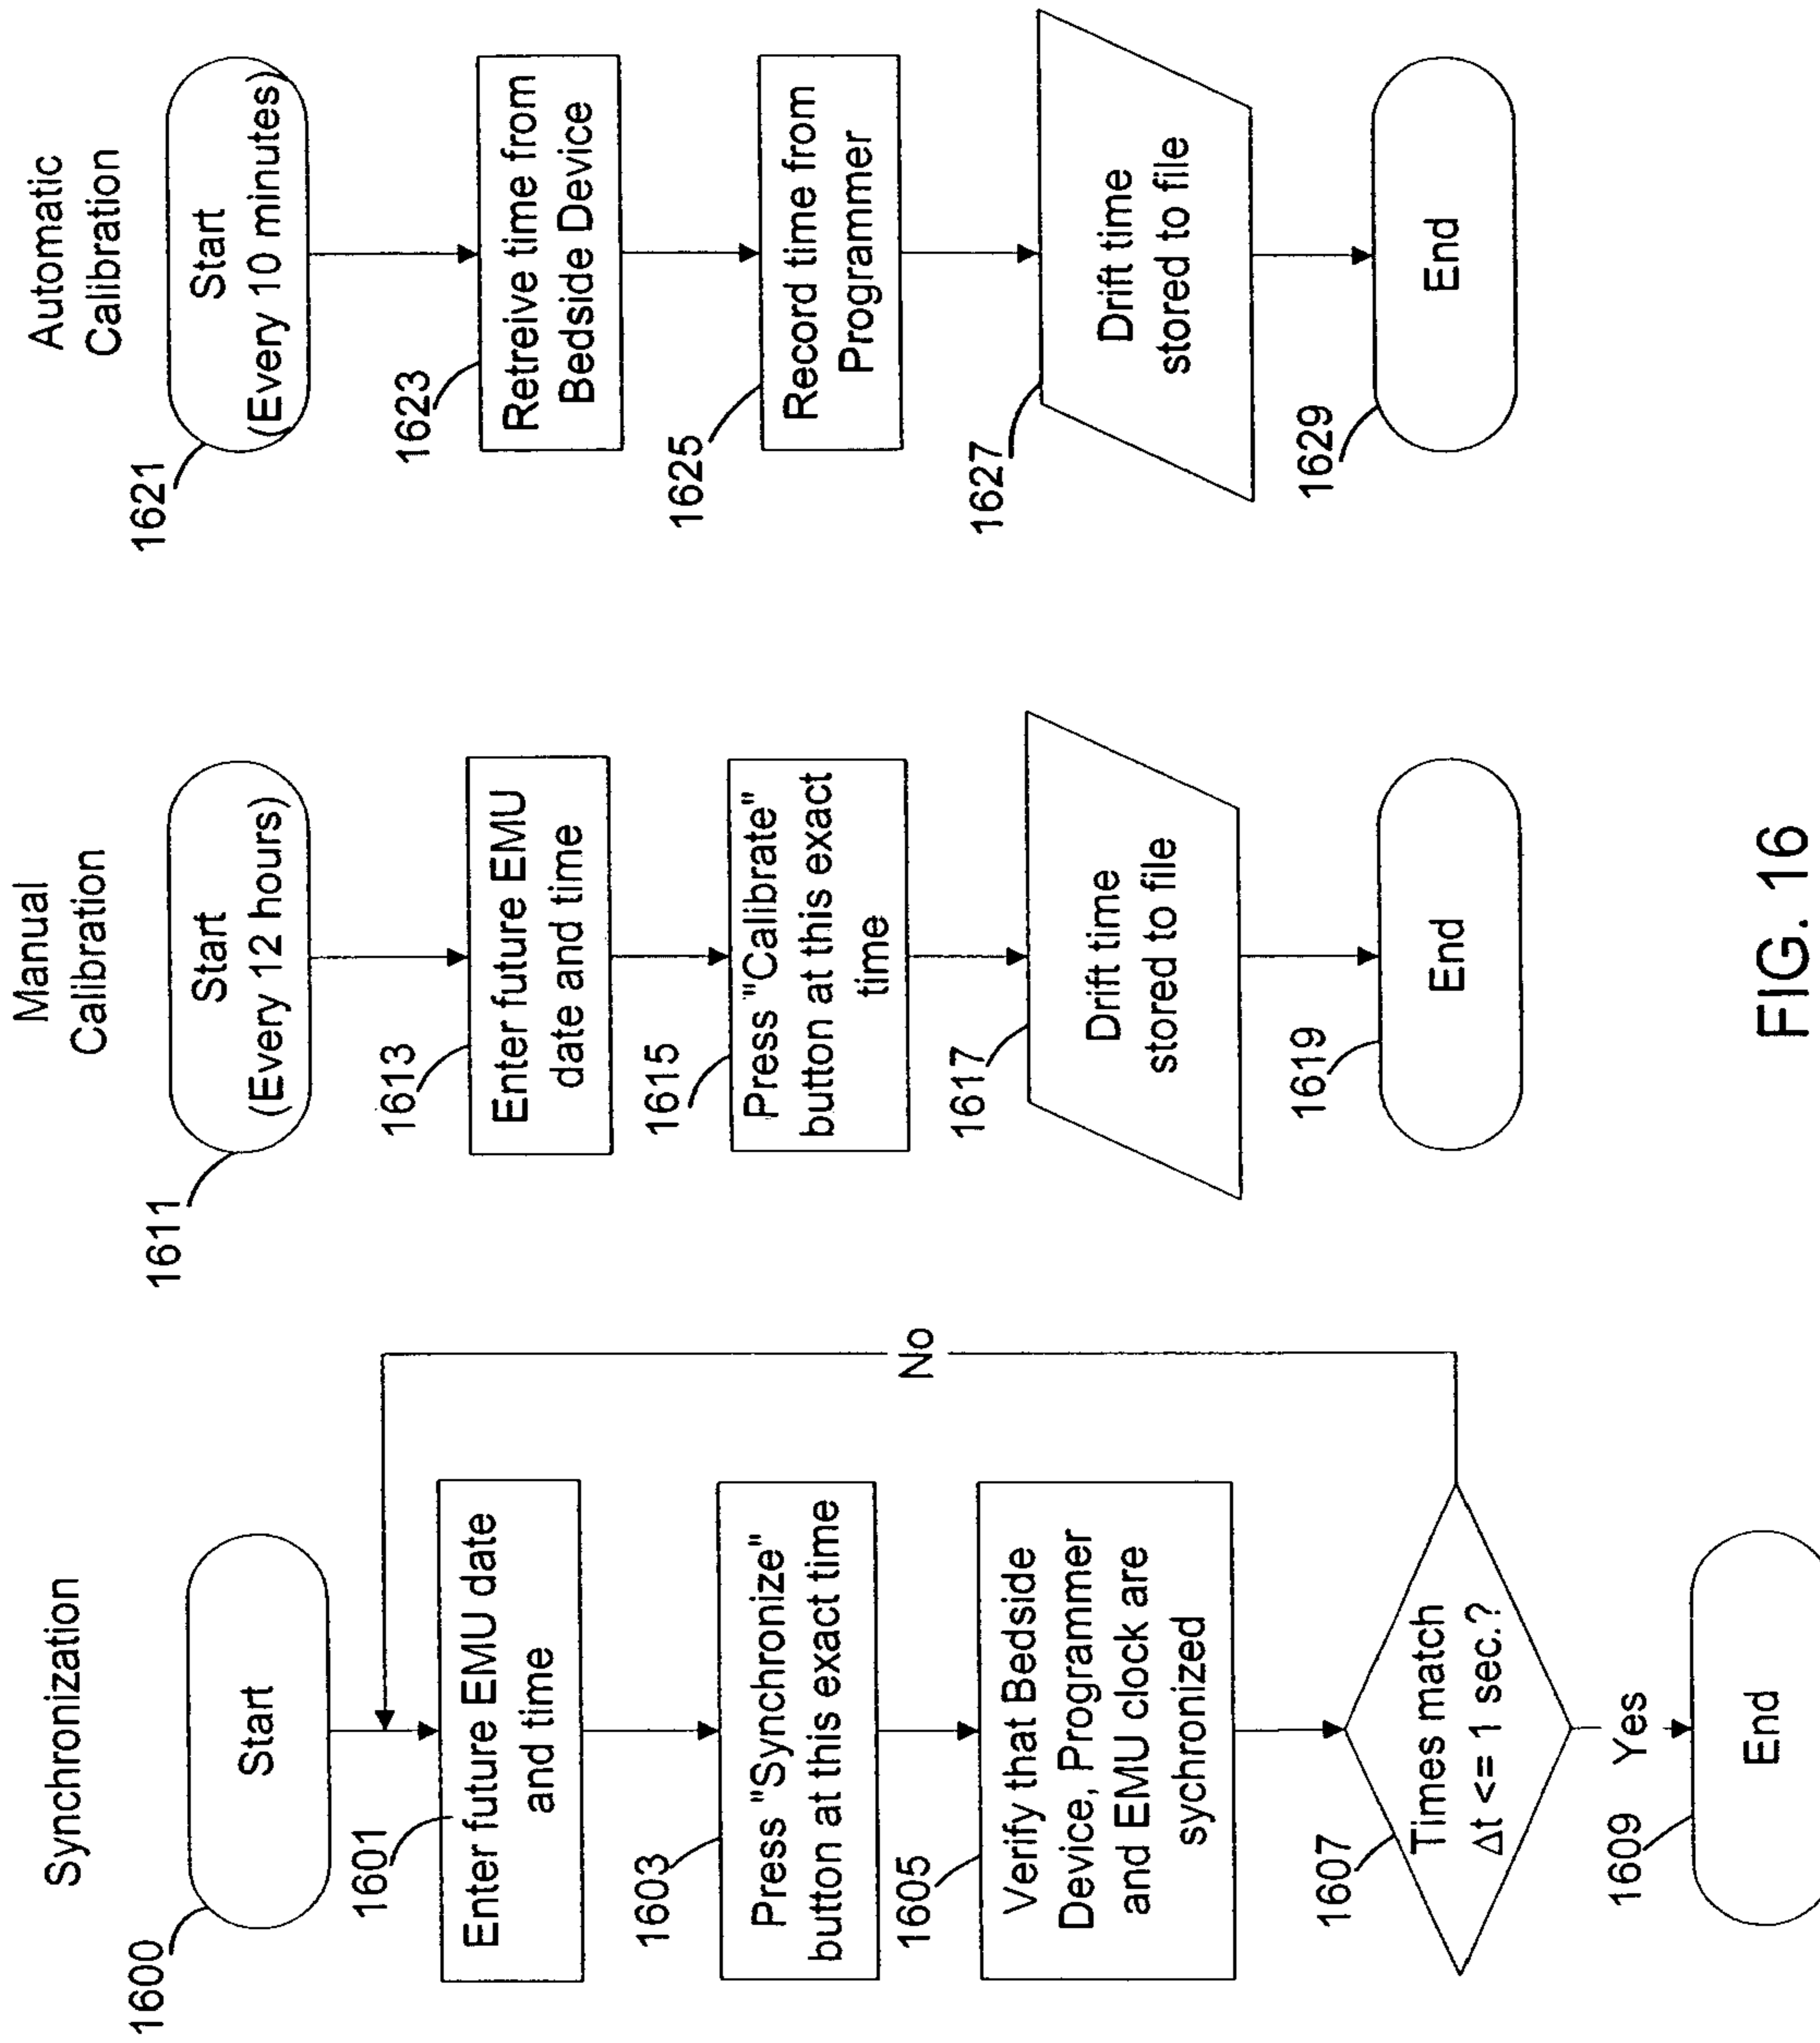 Synchronization
1600
Start
1601
Enter future EMU date
and time
1603
Press "Synchronize"
button at this exact time
1605
Verify that Bedside
Device, Programmer
and EMU clock are
sychronized
1607
Times match
Δt <= 1 sec.?
No
Yes
1609
End
Manual
Calibration
1611
Start
(Every 12 hours)
1613
Enter future EMU
date and time
1615
Press "Calibrate"
button at this exact
time
1617
Drift time
stored to file
1619
End
Automatic
Calibration
1621
Start
(Every 10 minutes)
1623
Retreive time from
Bedside Device
1625
Record time from
Programmer
1627
Drift time
stored to file
1629
End
FIG. 16